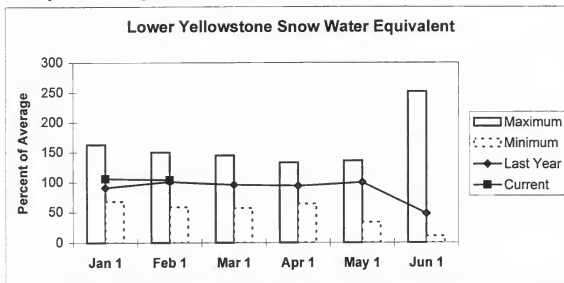 Lower Yellowstone Snow Water Equivalent
Percent of Average
300
250
200
150
100
50
0
Jan 1 Feb 1 Mar 1 Apr 1 May 1 Jun 1
Maximum
Minimum
Last Year
Current